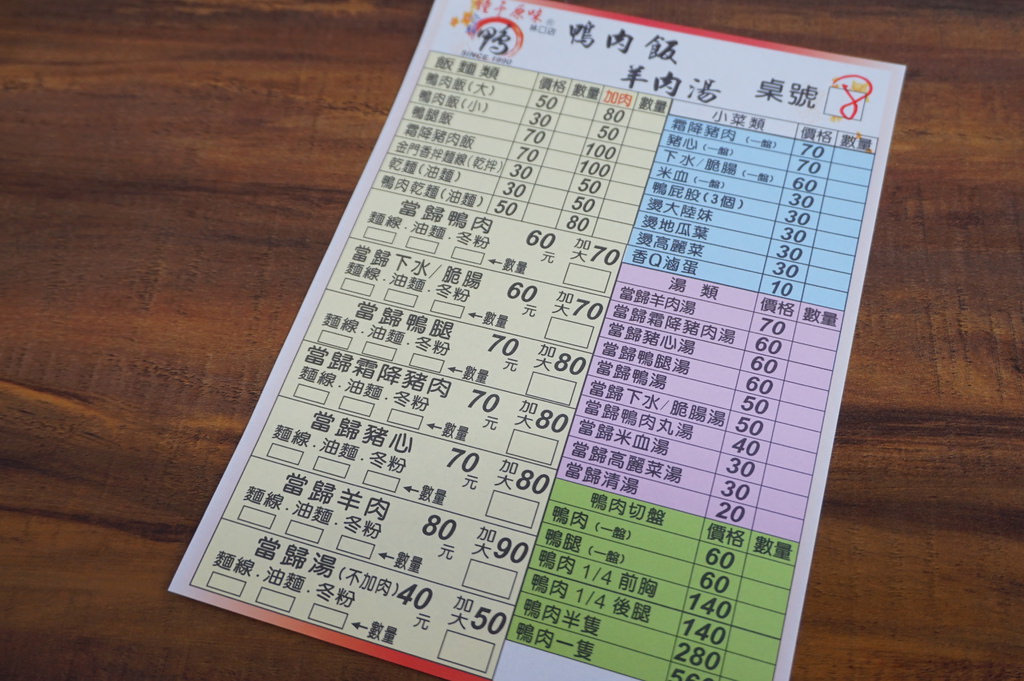 種子原味
林口店
鴨
SINCE 1990
鴨肉飯
羊肉湯
桌號 8
飯麵類 價格 數量 加肉 數量
鴨肉飯(大) 50 80
鴨肉飯(小) 30 50
鴨腿飯 70 100
霜降豬肉飯 70 100
金門香拌麵線(乾拌) 30 50
乾麵(油麵) 30 50
鴨肉乾麵(油麵) 50 80
當歸鴨肉 60元 加大70
麵線.油麵.冬粉 ←數量
當歸下水/脆腸 60元 加大70
麵線.油麵.冬粉 ←數量
當歸鴨腿 70元 加大80
麵線.油麵.冬粉 ←數量
當歸霜降豬肉 70元 加大80
麵線.油麵.冬粉 ←數量
當歸豬心 70元 加大80
麵線.油麵.冬粉 ←數量
當歸羊肉 80元 加大90
麵線.油麵.冬粉 ←數量
當歸湯(不加肉) 40元 加大50
麵線.油麵.冬粉 ←數量
小菜類 價格 數量
霜降豬肉(一盤) 70
豬心(一盤) 70
下水/脆腸(一盤) 60
米血(一盤) 30
鴨屁股(3個) 30
燙大陸妹 30
燙地瓜葉 30
燙高麗菜 30
香Q滷蛋 10
湯類 價格 數量
當歸羊肉湯 70
當歸霜降豬肉湯 60
當歸豬心湯 60
當歸鴨腿湯 60
當歸鴨湯 50
當歸下水/脆腸湯 50
當歸鴨肉丸湯 40
當歸米血湯 30
當歸高麗菜湯 30
當歸清湯 20
鴨肉切盤 價格 數量
鴨肉(一盤) 60
鴨腿(一盤) 60
鴨肉1/4前胸 140
鴨肉1/4後腿 140
鴨肉半隻 280
鴨肉一隻 560